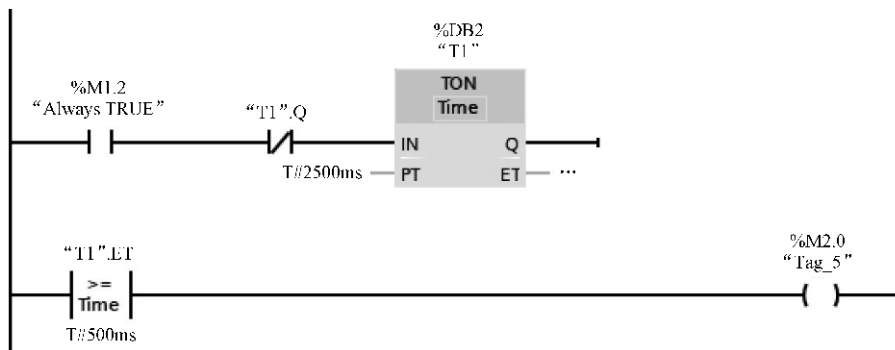 %DB2
“T1”
TON
Time
%M1.2
“Always TRUE”
“T1”.Q
IN
Q
T#2500ms
PT
ET
...
“T1”.ET
>=
Time
T#500ms
%M2.0
“Tag_5”
( )